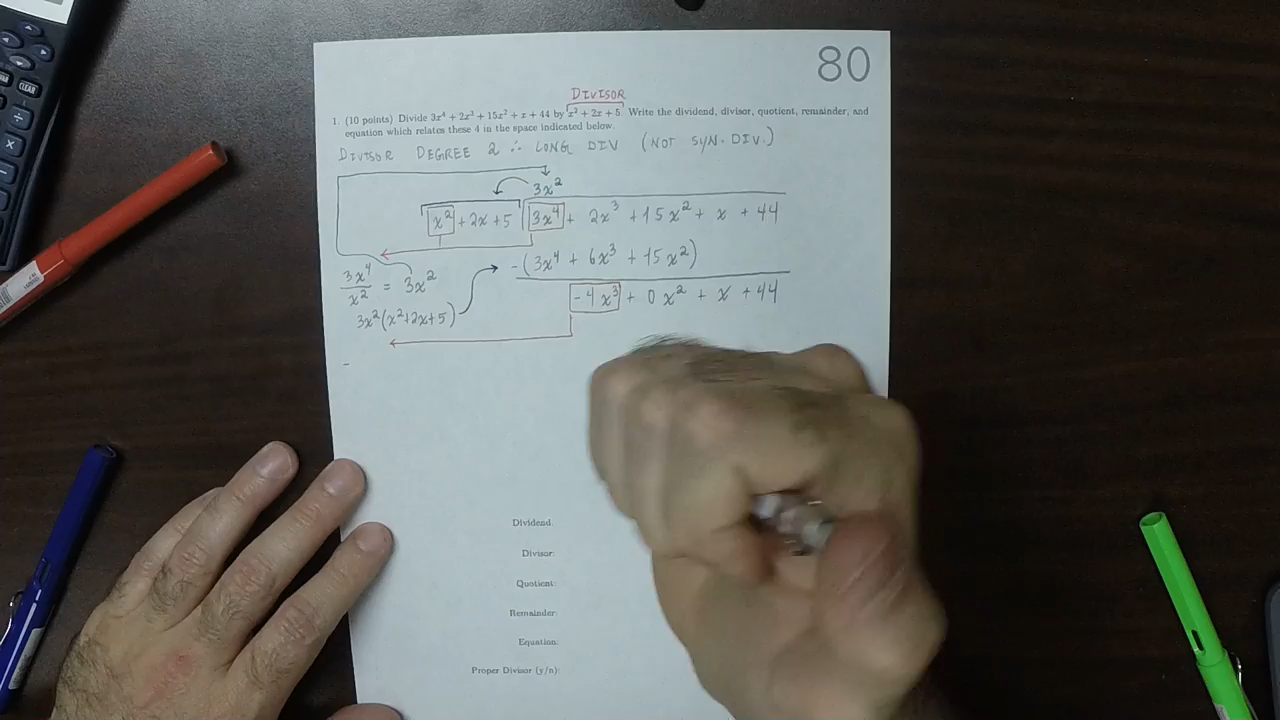 80
DIVISOR
1. (10 points) Divide 3x⁴ + 2x³ + 15x² + x + 44 by x² + 2x + 5. Write the dividend, divisor, quotient, remainder, and
equation which relates these 4 in the space indicated below.
DIVISOR DEGREE 2 ∴ LONG DIV (NOT SYN. DIV.)
3x²
x² + 2x + 5 3x⁴ + 2x³ + 15x² + x + 44
-(3x⁴ + 6x³ + 15x²)
3x⁴/x² = 3x²
-4x³ + 0x² + x + 44
3x²(x²+2x+5)
-
Dividend:
Divisor:
Quotient:
Remainder:
Equation:
Proper Divisor (y/n):
CLEAR